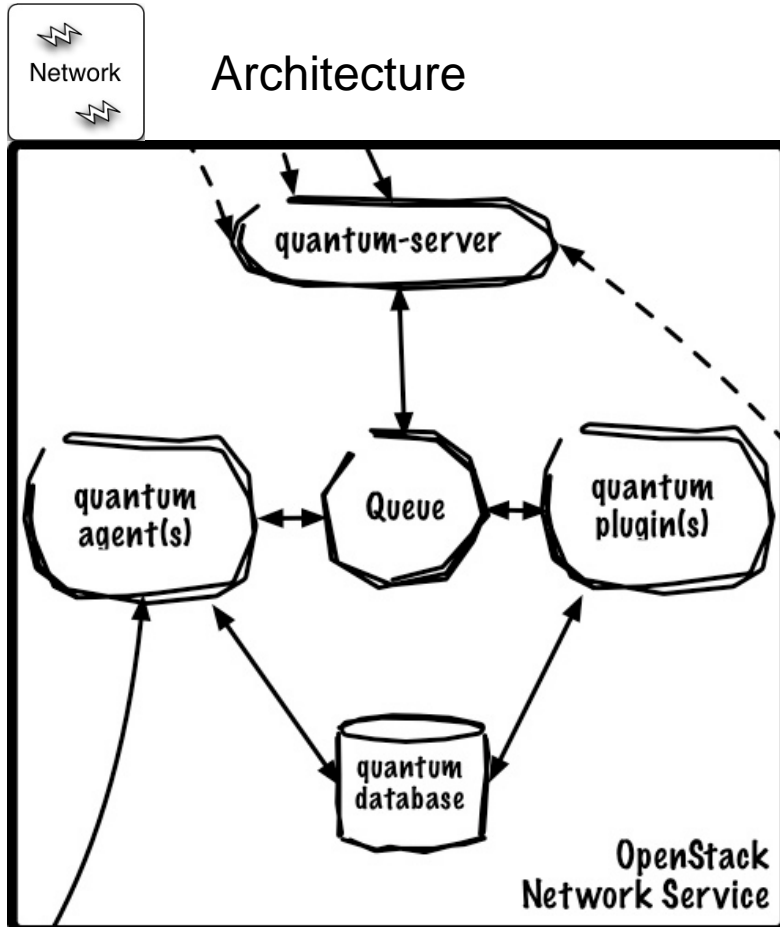 Network
Architecture
quantum-server
quantum
agent(s)
Queue
quantum
plugin(s)
quantum
database
OpenStack
Network Service